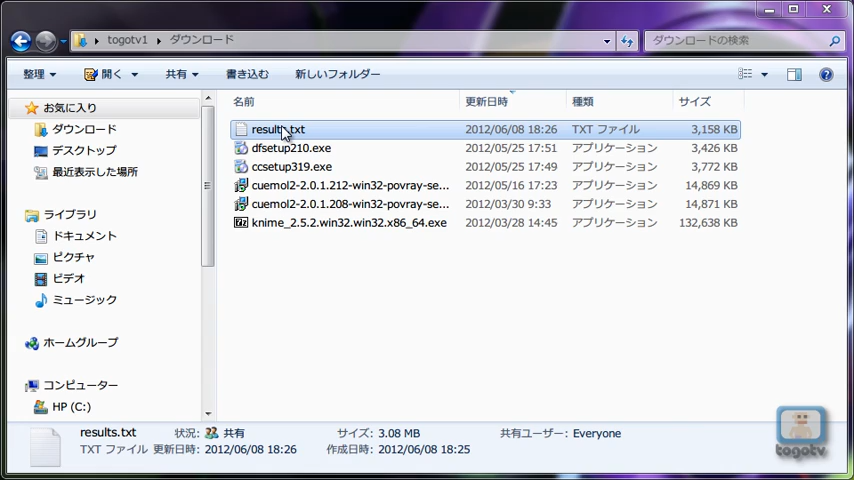 togotv1 ▸ ダウンロード
ダウンロードの検索
整理 開く 共有 書き込む 新しいフォルダー
お気に入り
ダウンロード
デスクトップ
最近表示した場所
ライブラリ
ドキュメント
ピクチャ
ビデオ
ミュージック
ホームグループ
コンピューター
HP (C:)
名前 更新日時 種類 サイズ
results.txt 2012/06/08 18:26 TXT ファイル 3,158 KB
dfsetup210.exe 2012/05/25 17:51 アプリケーション 3,426 KB
ccsetup319.exe 2012/05/25 17:49 アプリケーション 3,772 KB
cuemol2-2.0.1.212-win32-povray-se... 2012/05/16 17:23 アプリケーション 14,869 KB
cuemol2-2.0.1.208-win32-povray-se... 2012/03/30 9:33 アプリケーション 14,871 KB
knime_2.5.2.win32.win32.x86_64.exe 2012/03/28 14:45 アプリケーション 132,638 KB
results.txt 状況: 共有 サイズ: 3.08 MB 共有ユーザー: Everyone
TXT ファイル 更新日時: 2012/06/08 18:26 作成日時: 2012/06/08 18:25
togotv